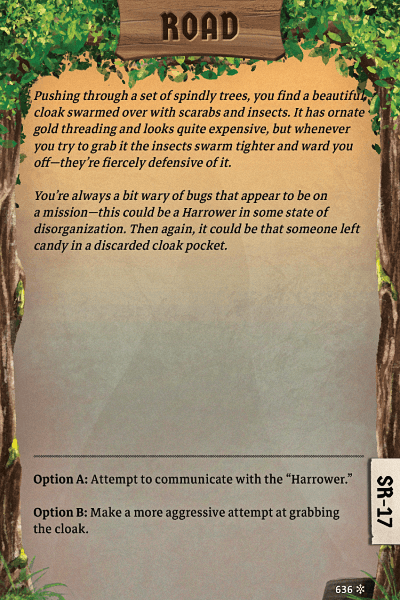 ROAD
Pushing through a set of spindly trees, you find a beautiful
cloak swarmed over with scarabs and insects. It has ornate
gold threading and looks quite expensive, but whenever
you try to grab it the insects swarm tighter and ward you
off—they’re fiercely defensive of it.
You’re always a bit wary of bugs that appear to be on
a mission—this could be a Harrower in some state of
disorganization. Then again, it could be that someone left
candy in a discarded cloak pocket.
Option A: Attempt to communicate with the “Harrower.”
Option B: Make a more aggressive attempt at grabbing
the cloak.
SR-17
636 ✻